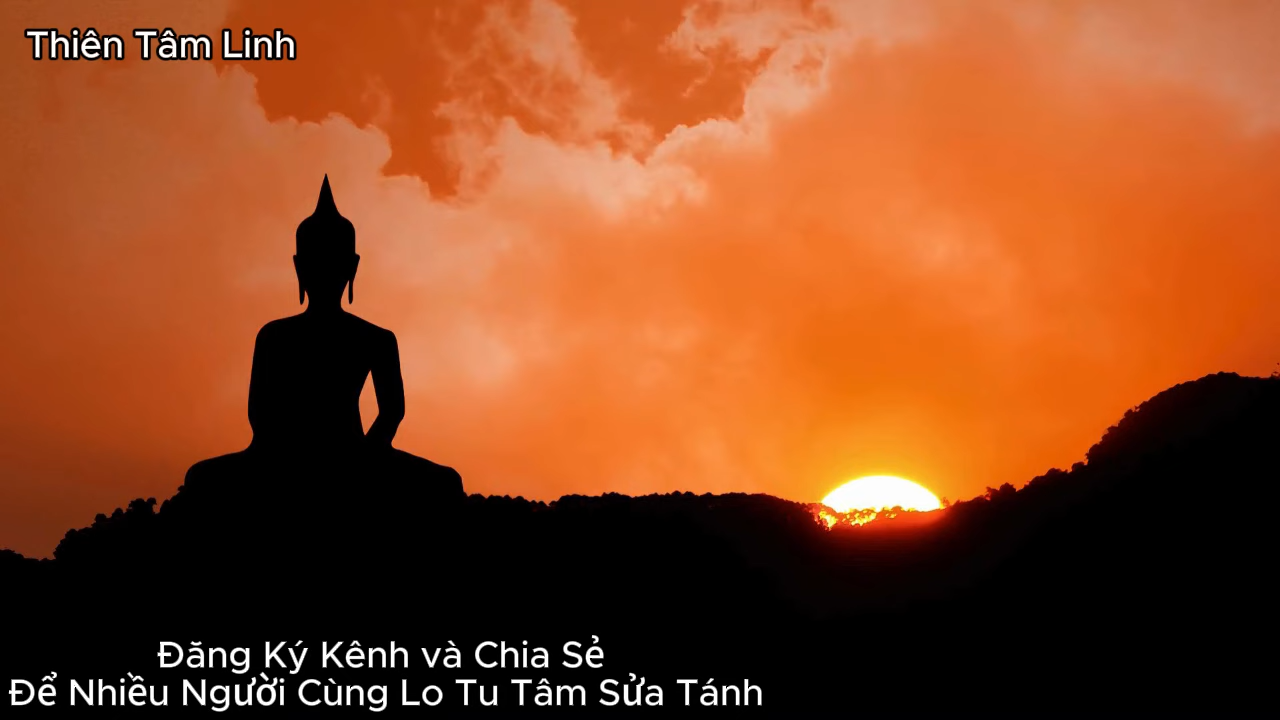 Thiên Tâm Linh
Đăng Ký Kênh và Chia Sẻ
Để Nhiều Người Cùng Lo Tu Tâm Sửa Tánh